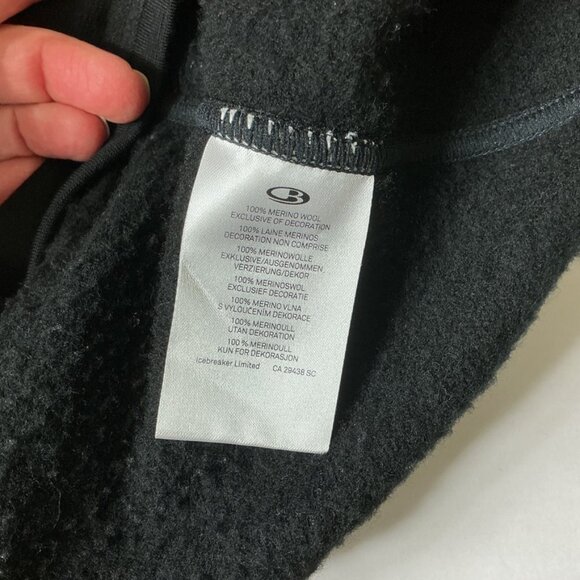 100% MERINO WOOL
EXCLUSIVE OF DECORATION
100% LAINE MERINOS
DECORATION NON COMPRISE
100% MERINOWOLLE
EXKLUSIVE/AUSGENOMMEN,
VERZIERUNG/DEKOR
100% MERINOSWOL
EXCLUSIEF DECORATIE
100% MERINO VLNA
S VYLOUČENÍM DEKORACE
100% MERINOULL
UTAN DEKORATION
100% MERINOULL
KUN FOR DEKORASJON
Icebreaker Limited CA 29438 SC